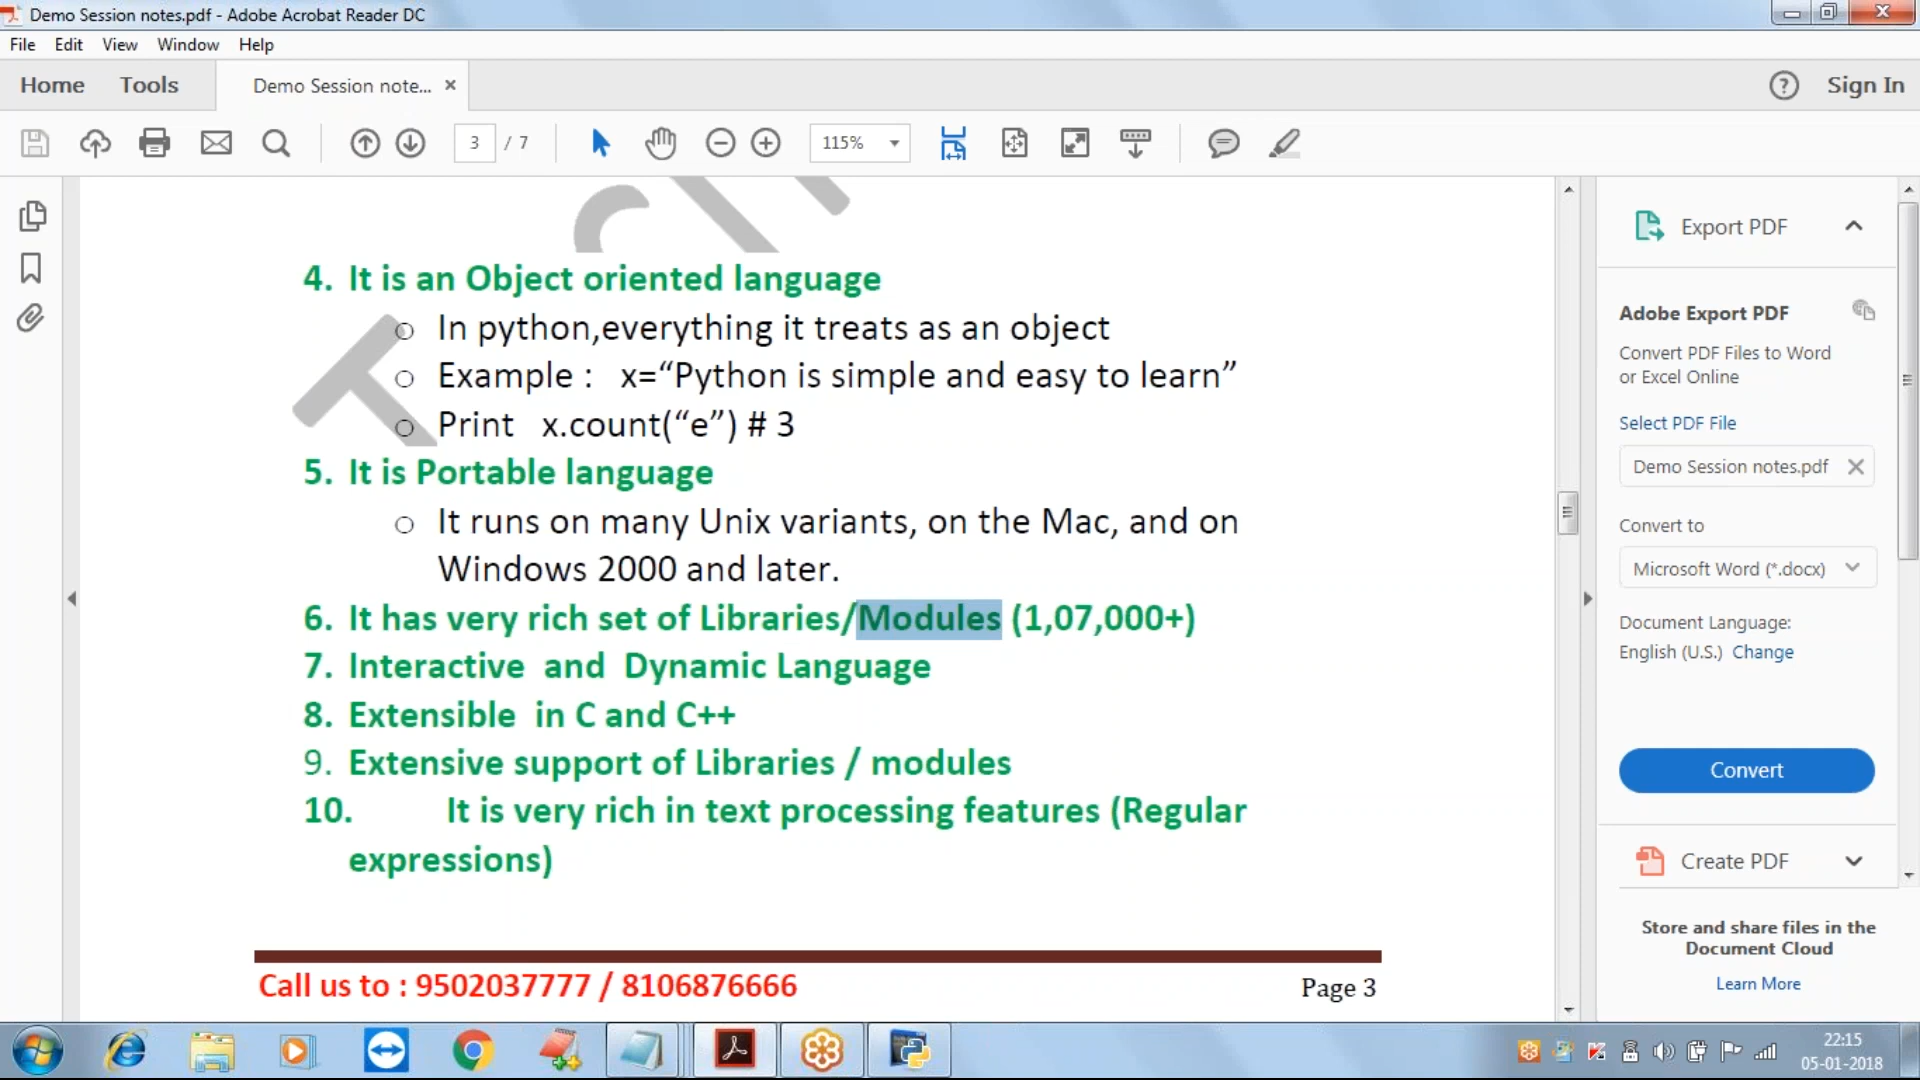 Demo Session notes.pdf - Adobe Acrobat Reader DC
File Edit View Window Help
Home Tools Demo Session note... Sign In
3 / 7 115%
4. It is an Object oriented language
In python,everything it treats as an object
Example : x=“Python is simple and easy to learn”
Print x.count(“e”) # 3
5. It is Portable language
It runs on many Unix variants, on the Mac, and on
Windows 2000 and later.
6. It has very rich set of Libraries/Modules (1,07,000+)
7. Interactive and Dynamic Language
8. Extensible in C and C++
9. Extensive support of Libraries / modules
10. It is very rich in text processing features (Regular
expressions)
Call us to : 9502037777 / 8106876666 Page 3
Export PDF
Adobe Export PDF
Convert PDF Files to Word
or Excel Online
Select PDF File
Demo Session notes.pdf
Convert to
Microsoft Word (*.docx)
Document Language:
English (U.S.) Change
Convert
Create PDF
Store and share files in the
Document Cloud
Learn More
22:15
05-01-2018